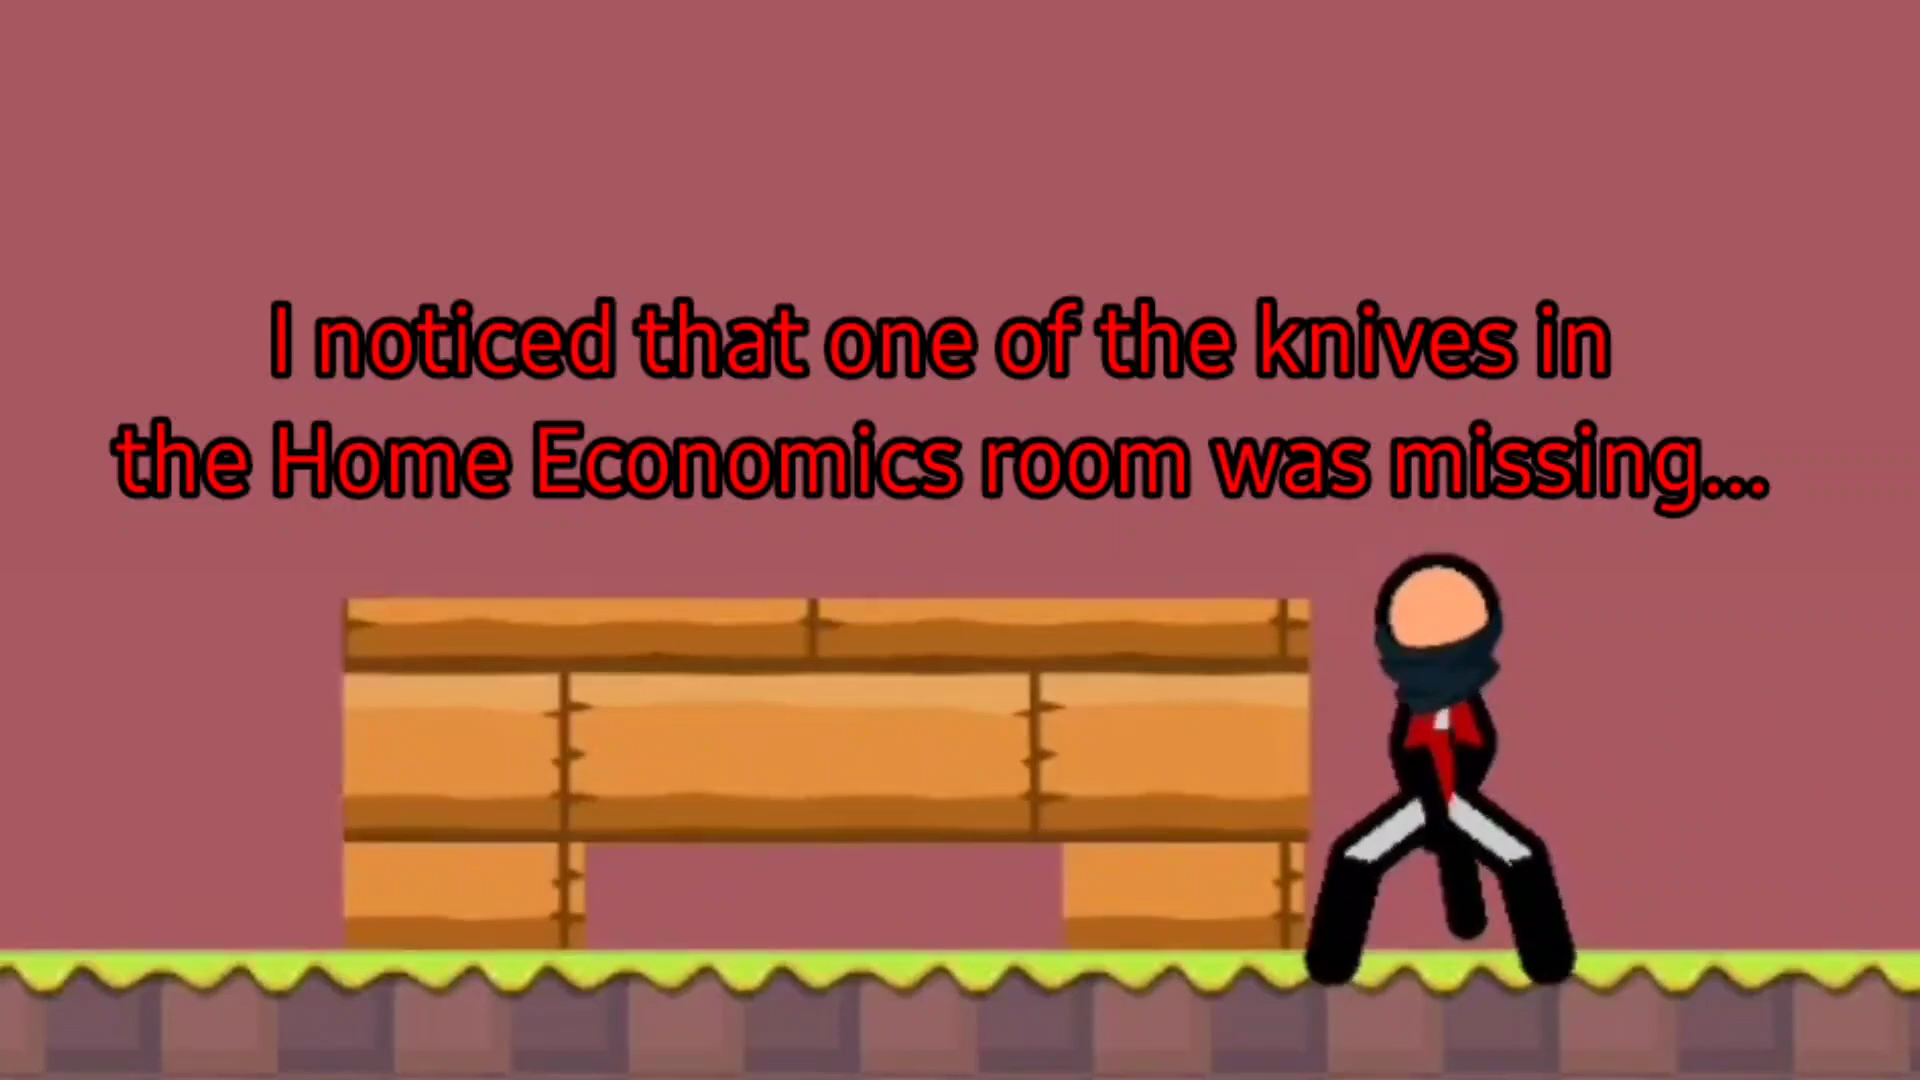 I noticed that one of the knives in
the Home Economics room was missing...